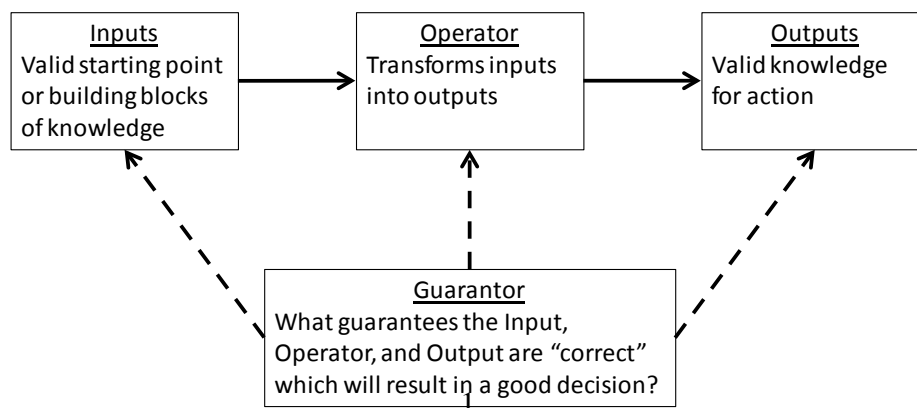 Inputs
Valid starting point
or building blocks
of knowledge
Operator
Transforms inputs
into outputs
Outputs
Valid knowledge
for action
Guarantor
What guarantees the Input,
Operator, and Output are “correct”
which will result in a good decision?